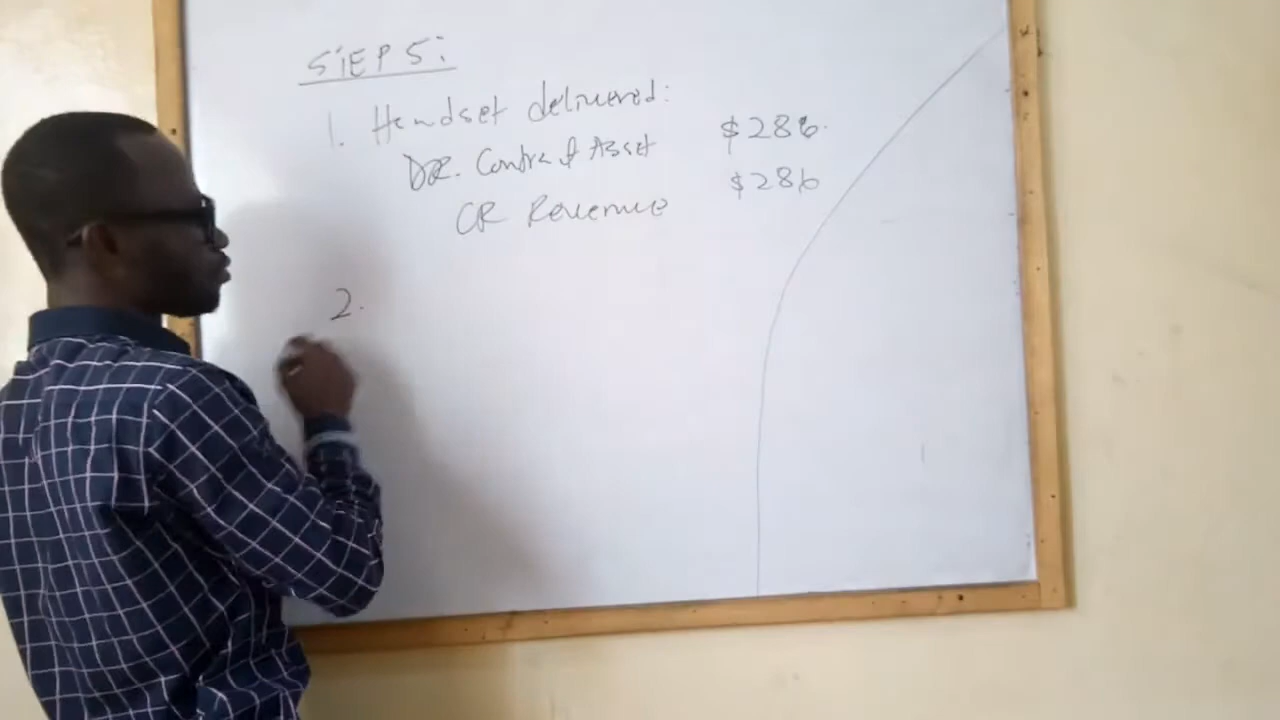 STEP 5:
1. Handset delivered:
DR. Contract Asset $286.
CR Revenue $286
2.